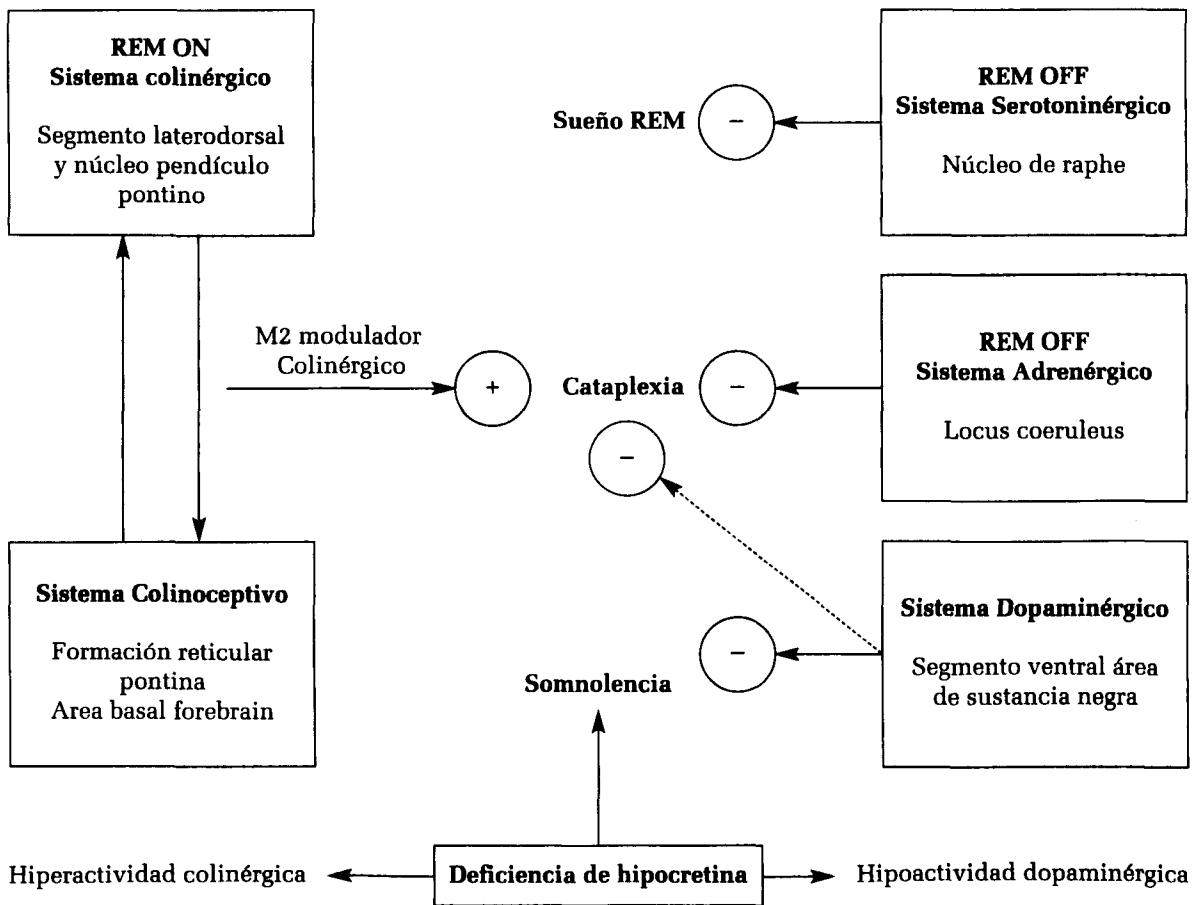 REM ON
Sistema colinérgico
Segmento laterodorsal
y núcleo pendículo
pontino
Sueño REM
−
REM OFF
Sistema Serotoninérgico
Núcleo de raphe
M2 modulador
Colinérgico
+
Cataplexia
−
−
REM OFF
Sistema Adrenérgico
Locus coeruleus
Sistema Colinoceptivo
Formación reticular
pontina
Area basal forebrain
Somnolencia
−
Sistema Dopaminérgico
Segmento ventral área
de sustancia negra
Hiperactividad colinérgica
Deficiencia de hipocretina
Hipoactividad dopaminérgica